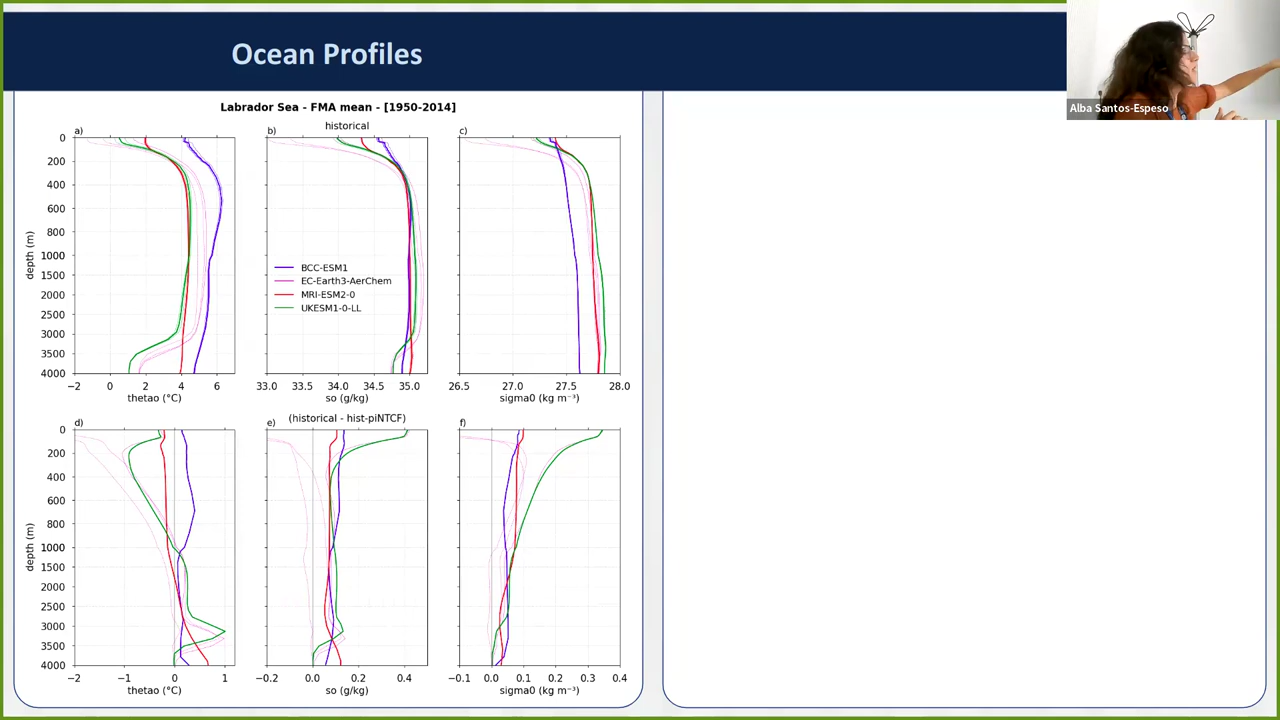 Ocean Profiles
Alba Santos-Espeso
Labrador Sea - FMA mean - [1950-2014]
historical
a)
b)
c)
0
200
400
600
800
1000
1500
2000
2500
3000
3500
4000
depth (m)
BCC-ESM1
EC-Earth3-AerChem
MRI-ESM2-0
UKESM1-0-LL
−2 0 2 4 6
33.0 33.5 34.0 34.5 35.0
26.5 27.0 27.5 28.0
thetao (°C)
so (g/kg)
sigma0 (kg m⁻³)
(historical - hist-piNTCF)
d)
e)
f)
0
200
400
600
800
1000
1500
2000
2500
3000
3500
4000
depth (m)
−2 −1 0 1
−0.2 0.0 0.2 0.4
−0.1 0.0 0.1 0.2 0.3 0.4
thetao (°C)
so (g/kg)
sigma0 (kg m⁻³)